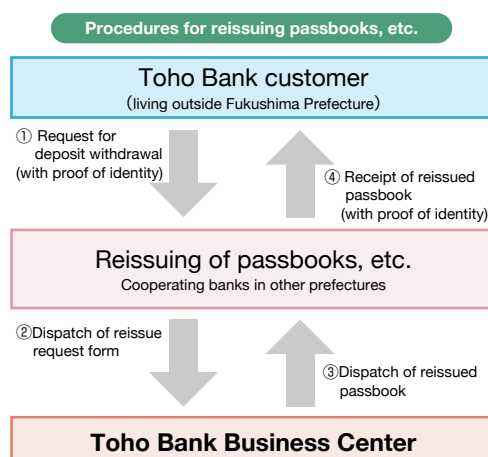 Procedures for reissuing passbooks, etc.
Toho Bank customer
(living outside Fukushima Prefecture)
① Request for
deposit withdrawal
(with proof of identity)
④ Receipt of reissued
passbook
(with proof of identity)
Reissuing of passbooks, etc.
Cooperating banks in other prefectures
②Dispatch of reissue
request form
③Dispatch of reissued
passbook
Toho Bank Business Center